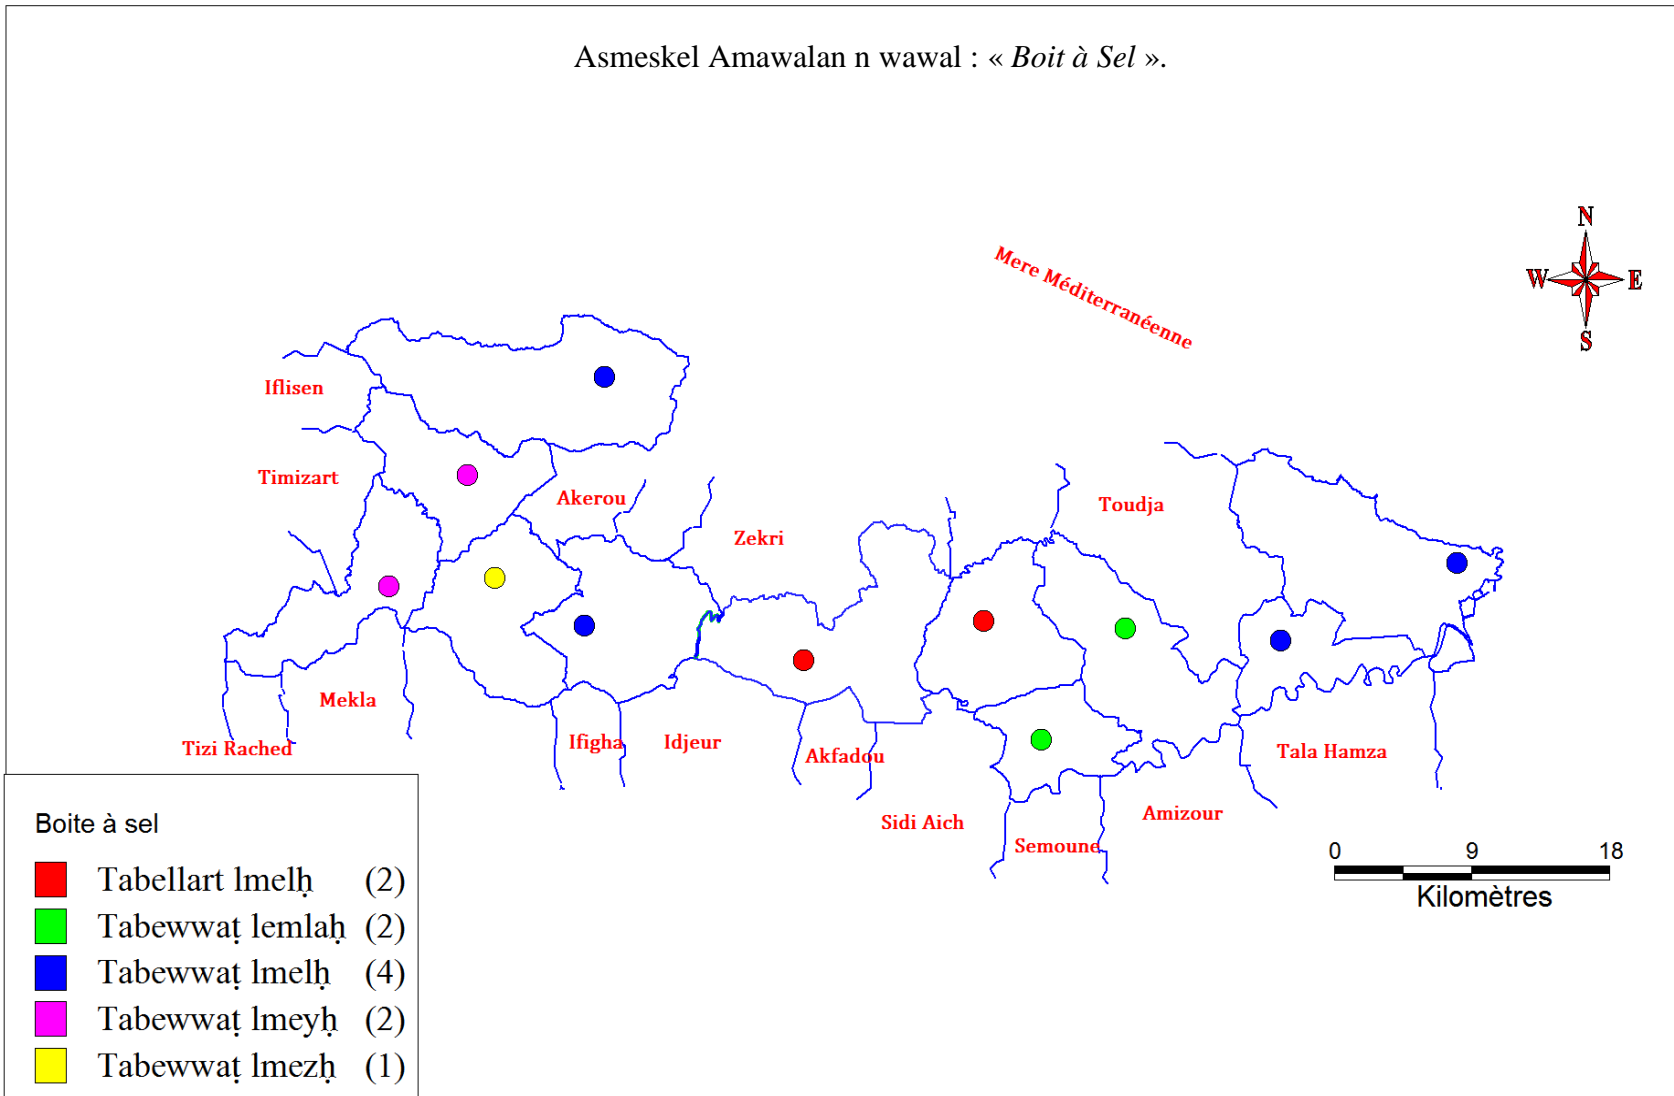 Asmeskel Amawalan n wawal : « Boit à Sel ».
N
W E
S
Mere Méditerranéenne
Iflisen
Timizart
Akerou
Toudja
Zekri
Mekla
Tizi Rached
Ifigha
Idjeur
Akfadou
Tala Hamza
Sidi Aich
Amizour
Semoune
0 9 18
Kilomètres
Boite à sel
Tabellart lmelḥ (2)
Tabewwaṭ lemlaḥ (2)
Tabewwaṭ lmelḥ (4)
Tabewwaṭ lmeyḥ (2)
Tabewwaṭ lmezḥ (1)